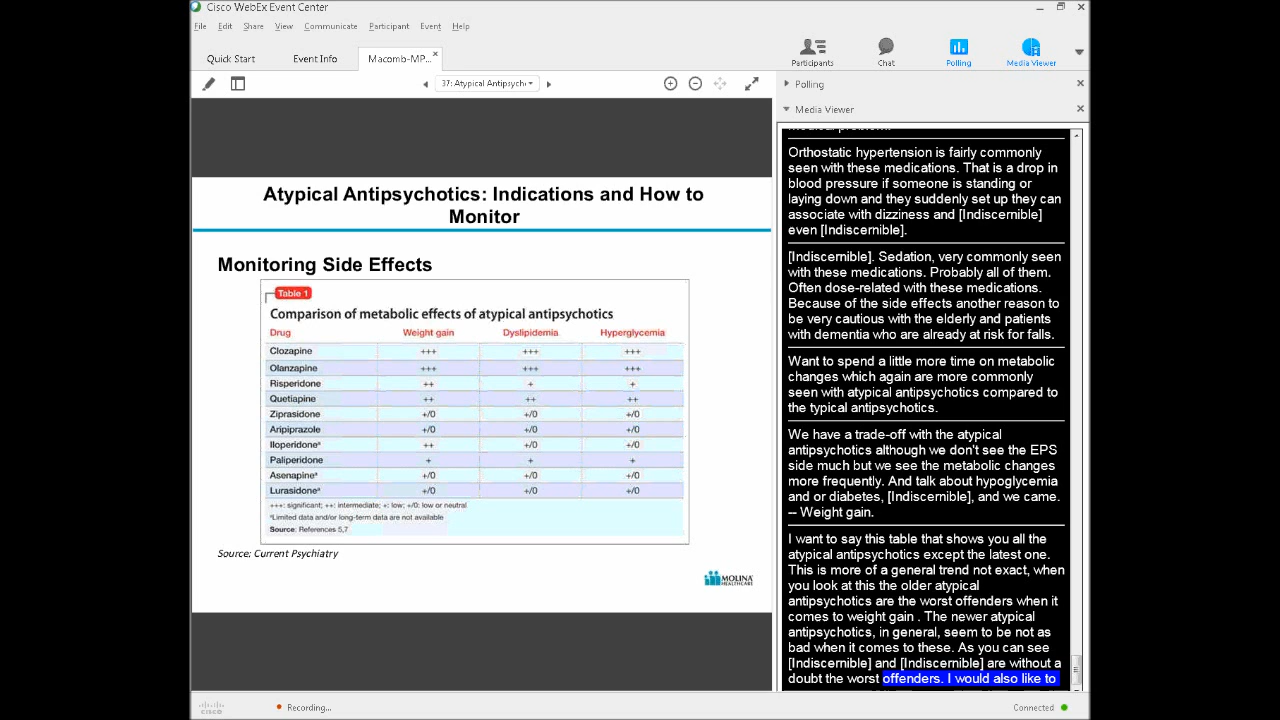 Cisco WebEx Event Center
File Edit Share View Communicate Participant Event Help
Quick Start Event Info Macomb-MP...
Participants Chat Polling Media Viewer
37: Atypical Antipsych
Polling
Media Viewer
Atypical Antipsychotics: Indications and How to
Monitor
Monitoring Side Effects
Table 1
Comparison of metabolic effects of atypical antipsychotics
Drug Weight gain Dyslipidemia Hyperglycemia
Clozapine +++ +++ +++
Olanzapine +++ +++ +++
Risperidone ++ + +
Quetiapine ++ ++ ++
Ziprasidone +/0 +/0 +/0
Aripiprazole +/0 +/0 +/0
Iloperidoneᵃ ++ +/0 +/0
Paliperidone + + +
Asenapineᵃ +/0 +/0 +/0
Lurasidoneᵃ +/0 +/0 +/0
+++: significant; ++: intermediate; +: low; +/0: low or neutral
ᵃLimited data and/or long-term data are not available
Source: References 5,7
Source: Current Psychiatry
MOLINA
HEALTHCARE
medical problem.
Orthostatic hypertension is fairly commonly
seen with these medications. That is a drop in
blood pressure if someone is standing or
laying down and they suddenly set up they can
associate with dizziness and [Indiscernible]
even [Indiscernible].
[Indiscernible]. Sedation, very commonly seen
with these medications. Probably all of them.
Often dose-related with these medications.
Because of the side effects another reason to
be very cautious with the elderly and patients
with dementia who are already at risk for falls.
Want to spend a little more time on metabolic
changes which again are more commonly
seen with atypical antipsychotics compared to
the typical antipsychotics.
We have a trade-off with the atypical
antipsychotics although we don't see the EPS
side much but we see the metabolic changes
more frequently. And talk about hypoglycemia
and or diabetes, [Indiscernible], and we came.
-- Weight gain.
I want to say this table that shows you all the
atypical antipsychotics except the latest one.
This is more of a general trend not exact, when
you look at this the older atypical
antipsychotics are the worst offenders when it
comes to weight gain . The newer atypical
antipsychotics, in general, seem to be not as
bad when it comes to these. As you can see
[Indiscernible] and [Indiscernible] are without a
doubt the worst offenders. I would also like to
cisco
Recording...
Connected